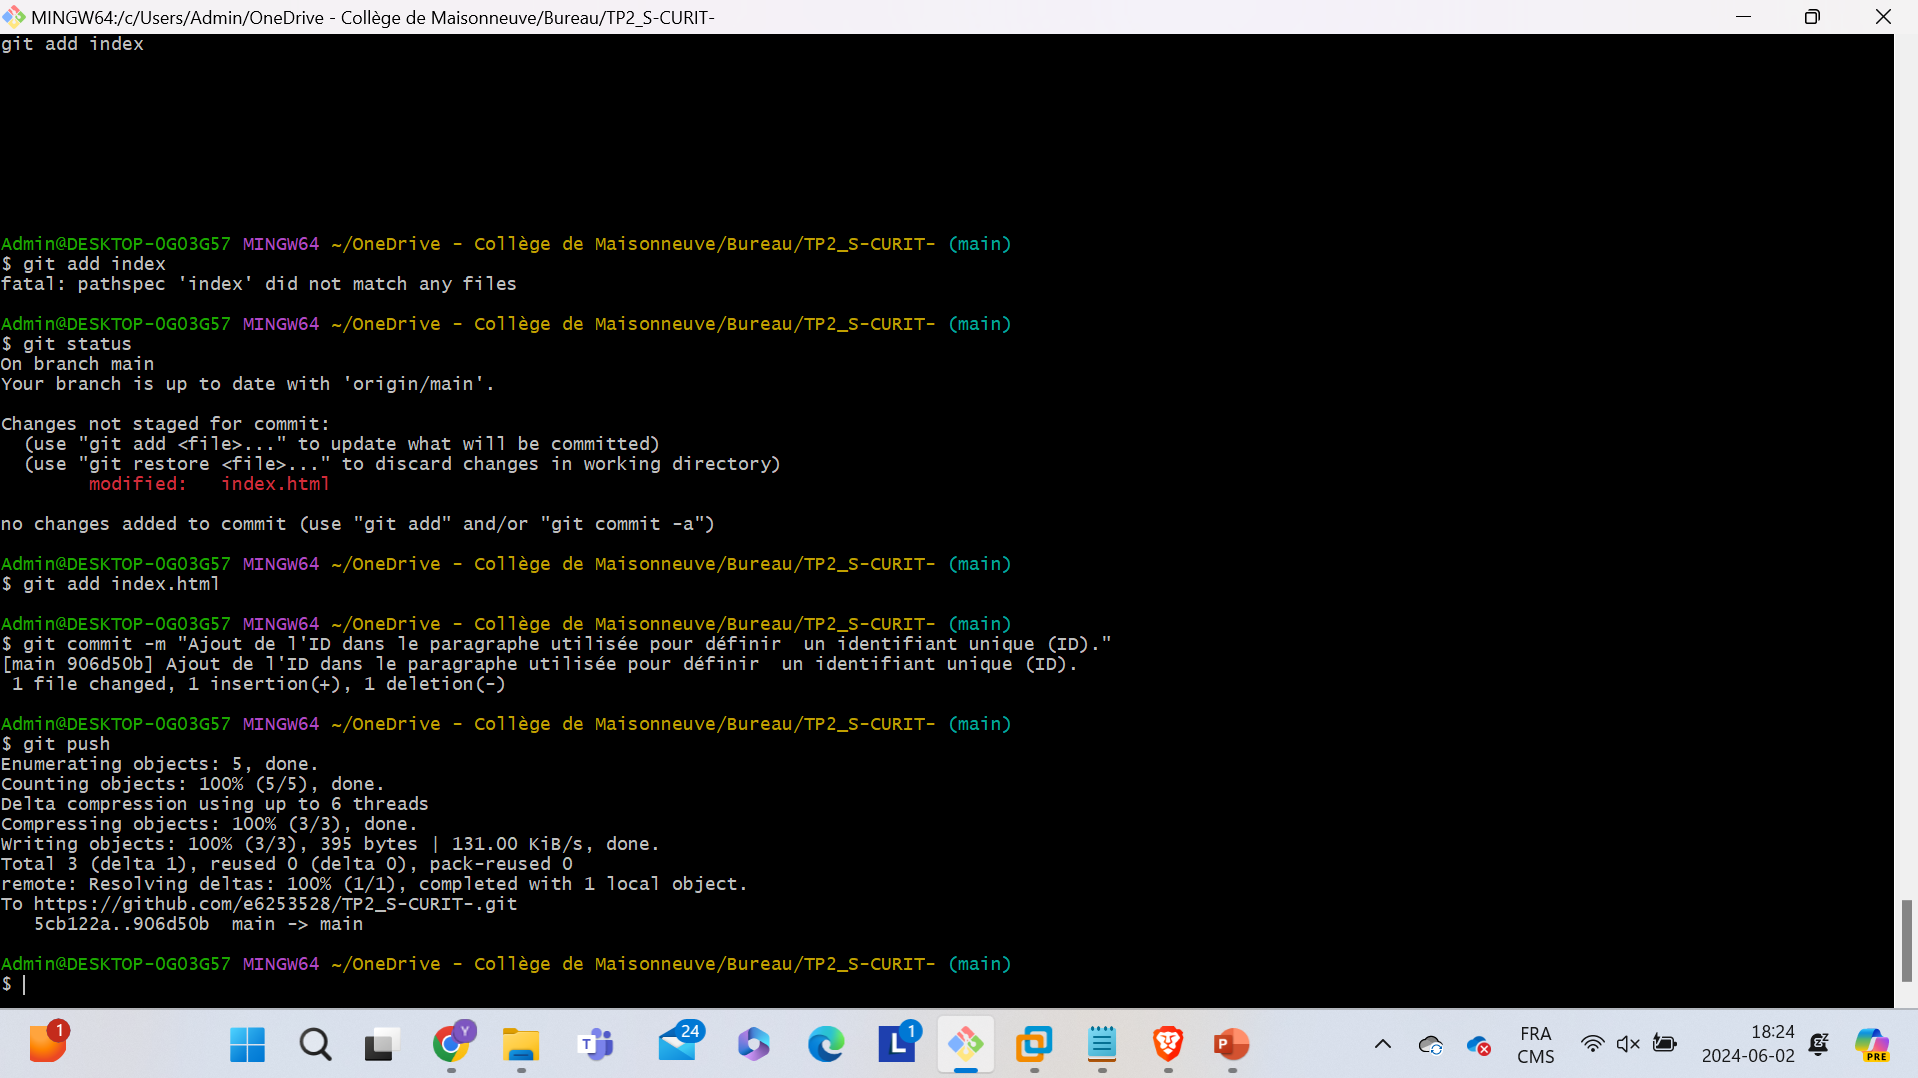 MINGW64:/c/Users/Admin/OneDrive - Collège de Maisonneuve/Bureau/TP2_S-CURIT-
git add index
Admin@DESKTOP-0G03G57 MINGW64 ~/OneDrive - Collège de Maisonneuve/Bureau/TP2_S-CURIT- (main)
$ git add index
fatal: pathspec 'index' did not match any files
Admin@DESKTOP-0G03G57 MINGW64 ~/OneDrive - Collège de Maisonneuve/Bureau/TP2_S-CURIT- (main)
$ git status
On branch main
Your branch is up to date with 'origin/main'.
Changes not staged for commit:
  (use "git add <file>..." to update what will be committed)
  (use "git restore <file>..." to discard changes in working directory)
        modified:   index.html
no changes added to commit (use "git add" and/or "git commit -a")
Admin@DESKTOP-0G03G57 MINGW64 ~/OneDrive - Collège de Maisonneuve/Bureau/TP2_S-CURIT- (main)
$ git add index.html
Admin@DESKTOP-0G03G57 MINGW64 ~/OneDrive - Collège de Maisonneuve/Bureau/TP2_S-CURIT- (main)
$ git commit -m "Ajout de l'ID dans le paragraphe utilisée pour définir  un identifiant unique (ID)."
[main 906d50b] Ajout de l'ID dans le paragraphe utilisée pour définir  un identifiant unique (ID).
 1 file changed, 1 insertion(+), 1 deletion(-)
Admin@DESKTOP-0G03G57 MINGW64 ~/OneDrive - Collège de Maisonneuve/Bureau/TP2_S-CURIT- (main)
$ git push
Enumerating objects: 5, done.
Counting objects: 100% (5/5), done.
Delta compression using up to 6 threads
Compressing objects: 100% (3/3), done.
Writing objects: 100% (3/3), 395 bytes | 131.00 KiB/s, done.
Total 3 (delta 1), reused 0 (delta 0), pack-reused 0
remote: Resolving deltas: 100% (1/1), completed with 1 local object.
To https://github.com/e6253528/TP2_S-CURIT-.git
   5cb122a..906d50b  main -> main
Admin@DESKTOP-0G03G57 MINGW64 ~/OneDrive - Collège de Maisonneuve/Bureau/TP2_S-CURIT- (main)
$
1
Y
T
24
L
1
P
FRA
CMS
18:24
2024-06-02
PRE